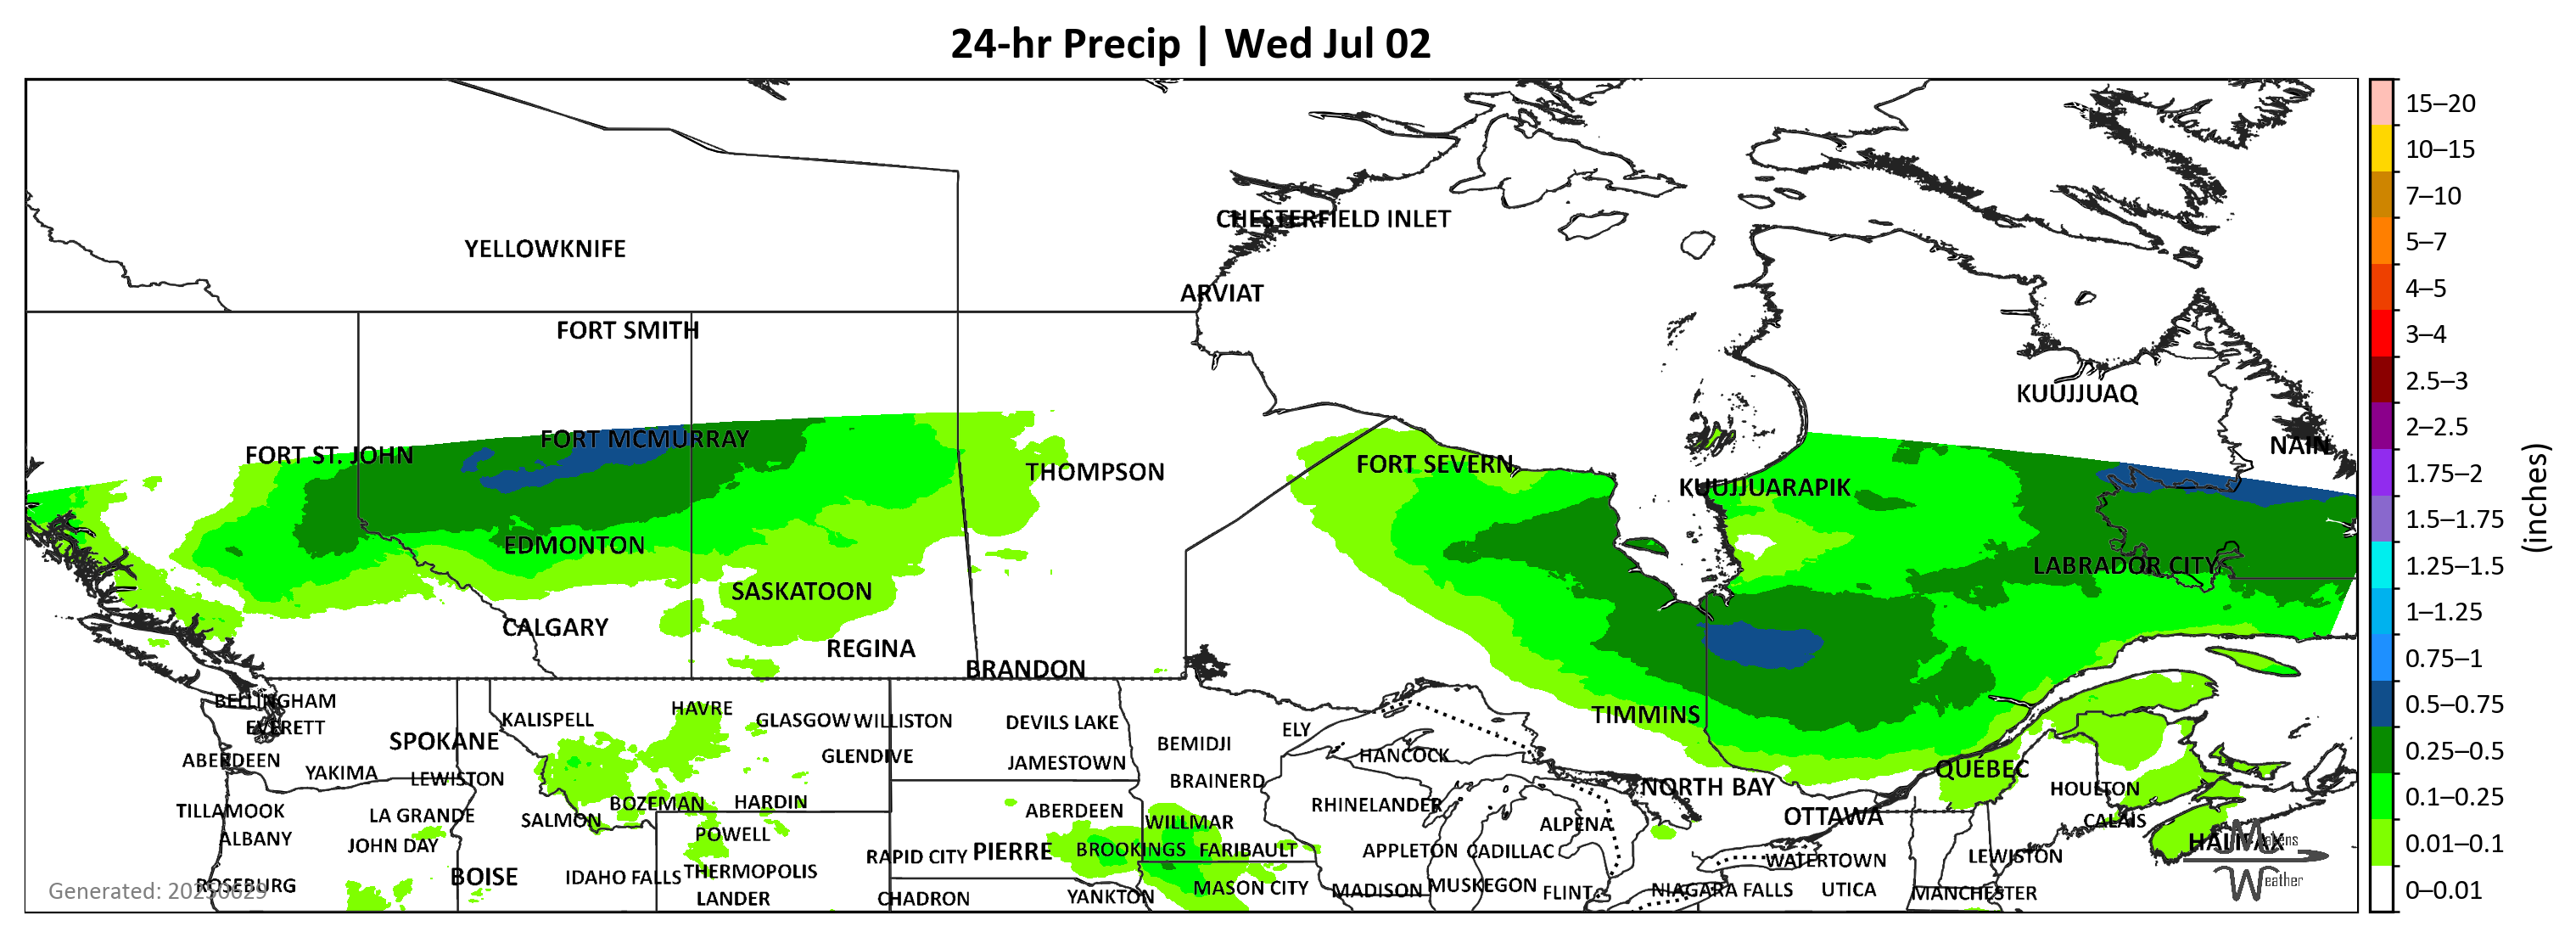 24-hr Precip | Wed Jul 02
15–20
10–15
7–10
5–7
4–5
3–4
2.5–3
2–2.5
1.75–2
1.5–1.75
1.25–1.5
1–1.25
0.75–1
0.5–0.75
0.25–0.5
0.1–0.25
0.01–0.1
0–0.01
(inches)
CHESTERFIELD INLET
YELLOWKNIFE
ARVIAT
FORT SMITH
KUUJJUAQ
FORT MCMURRAY
NAIN
FORT ST. JOHN
FORT SEVERN
THOMPSON
KUUJJUARAPIK
EDMONTON
LABRADOR CITY
SASKATOON
CALGARY
REGINA
BRANDON
BELLINGHAM
HAVRE
KALISPELL
GLASGOW WILLISTON
DEVILS LAKE
TIMMINS
EVERETT
ELY
SPOKANE
BEMIDJI
ABERDEEN
GLENDIVE
JAMESTOWN
HANCOCK
QUÉBEC
YAKIMA
LEWISTON
BRAINERD
NORTH BAY
HOULTON
BOZEMAN
HARDIN
RHINELANDER
TILLAMOOK
LA GRANDE
SALMON
ABERDEEN
WILLMAR
ALPENA
OTTAWA
CALAIS
ALBANY
JOHN DAY
POWELL
HALIFAX
Matens
Weather
RAPID CITY
PIERRE
BROOKINGS
FARIBAULT
APPLETON
CADILLAC
WATERTOWN
LEWISTON
BOISE
IDAHO FALLS
THERMOPOLIS
ROSEBURG
Generated: 20250629
MASON CITY
MADISON
MUSKEGON
FLINT
NIAGARA FALLS
UTICA
MANCHESTER
LANDER
CHADRON
YANKTON